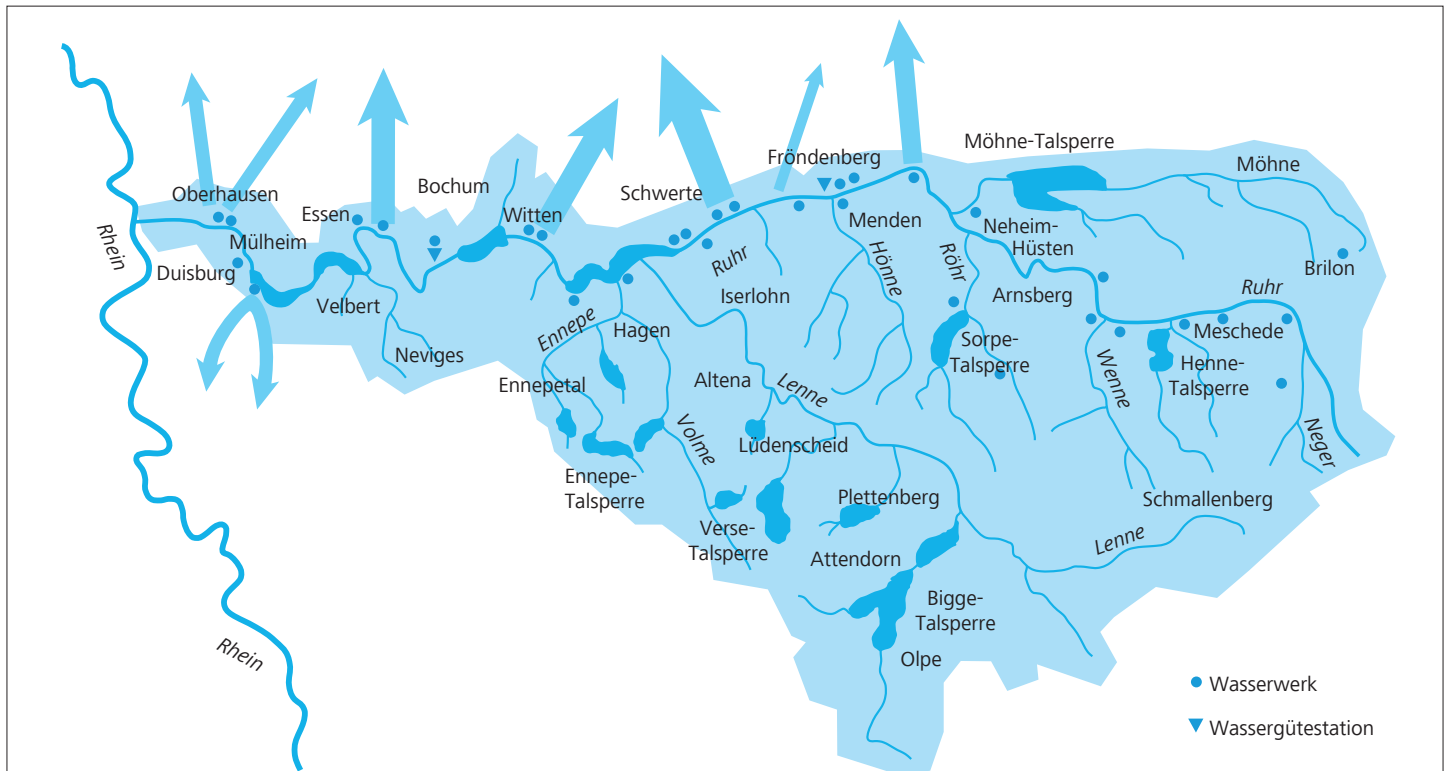 Möhne-Talsperre
Fröndenberg
Möhne
Oberhausen
Bochum
Schwerte
Essen
Witten
Menden
Neheim-
Hüsten
Mülheim
Rhein
Duisburg
Velbert
Ruhr
Hönne
Röhr
Brilon
Iserlohn
Arnsberg
Ruhr
Ennepe
Hagen
Neviges
Sorpe-
Talsperre
Meschede
Henne-
Talsperre
Wenne
Ennepetal
Altena
Lenne
Volme
Lüdenscheid
Neger
Ennepe-
Talsperre
Plettenberg
Schmallenberg
Verse-
Talsperre
Attendorn
Lenne
Bigge-
Talsperre
Rhein
Olpe
Wasserwerk
Wassergütestation